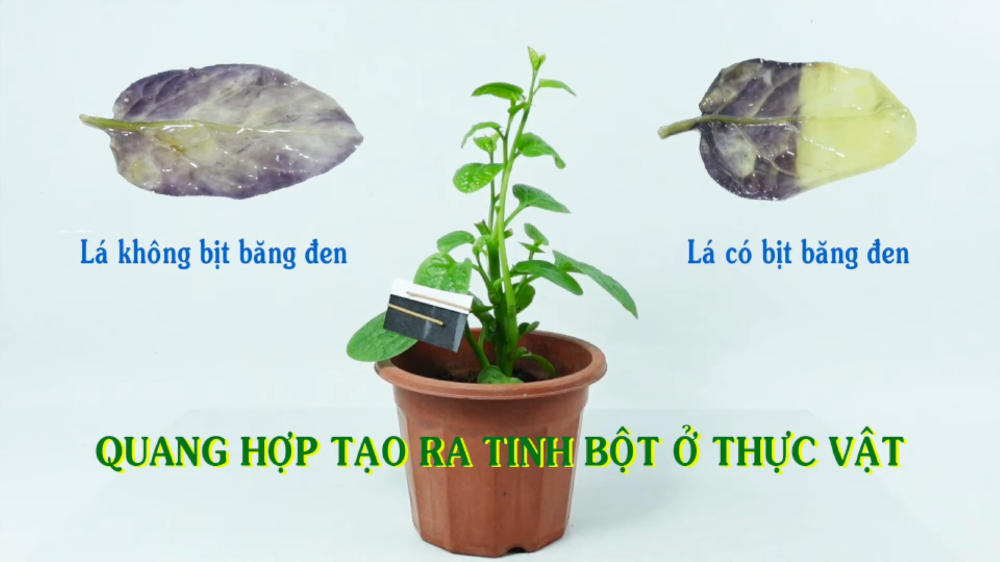 Lá không bịt băng đen
Lá có bịt băng đen
QUANG HỢP TẠO RA TINH BỘT Ở THỰC VẬT